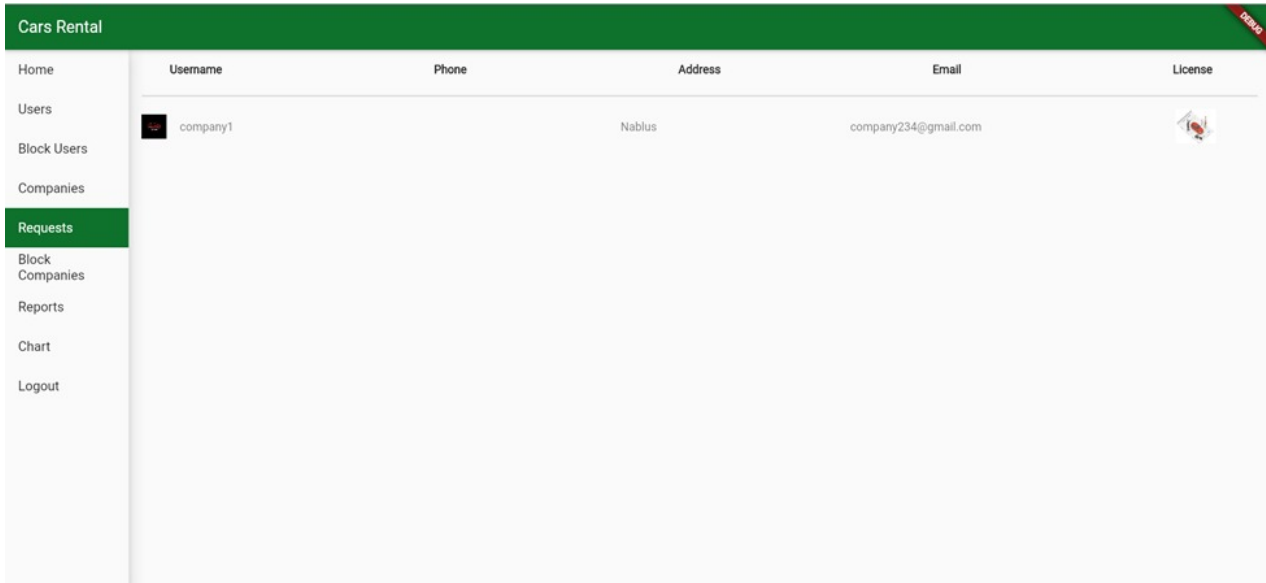 Cars Rental
DEBUG
Home
Users
Block Users
Companies
Requests
Block
Companies
Reports
Chart
Logout
Username Phone Address Email License
company1 Nablus company234@gmail.com